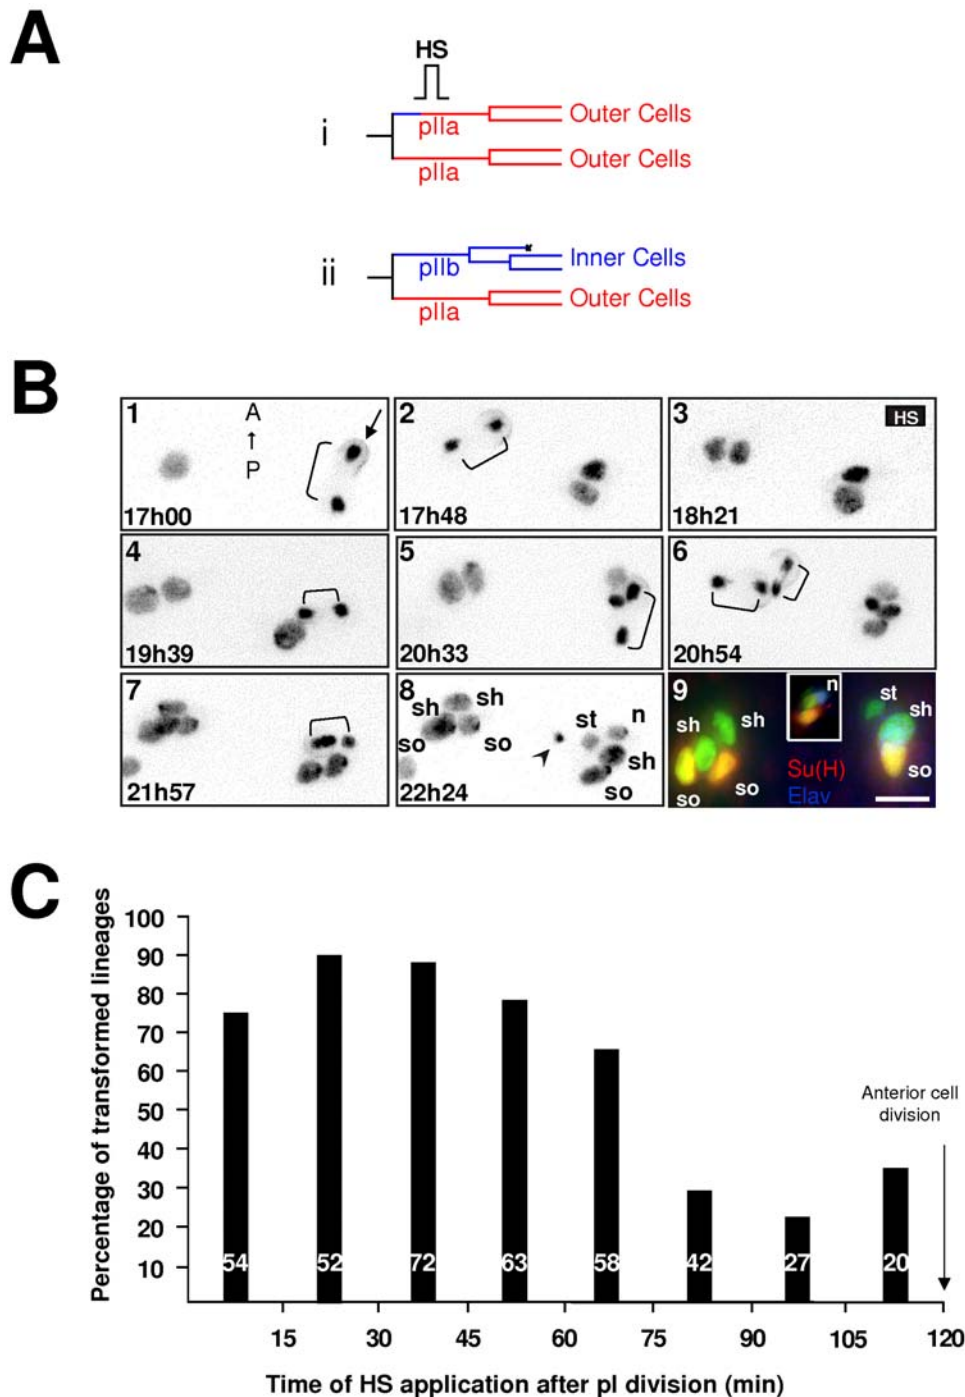 A
HS
i
pIIa
Outer Cells
pIIa
Outer Cells
ii
pIIb
Inner Cells
pIIa
Outer Cells
B
1
A
P
17h00
2
17h48
3
HS
18h21
4
19h39
5
20h33
6
20h54
7
21h57
8
sh
sh
so
so
st
n
sh
so
22h24
9
sh
sh
so
so
n
Su(H)
Elav
st
sh
so
C
Percentage of transformed lineages
100
90
80
70
60
50
40
30
20
10
54
52
72
63
58
42
27
20
Anterior cell
division
15 30 45 60 75 90 105 120
Time of HS application after pI division (min)